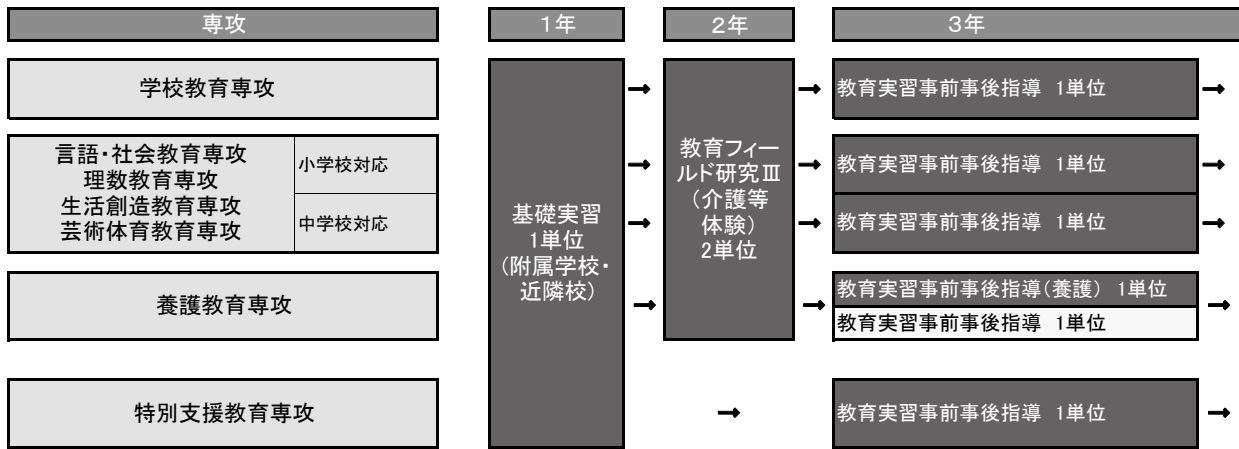 専攻
1年
2年
3年
学校教育専攻
教育実習事前事後指導 1単位
言語・社会教育専攻
理数教育専攻
生活創造教育専攻
芸術体育教育専攻
小学校対応
中学校対応
基礎実習
1単位
(附属学校・
近隣校)
教育フィー
ルド研究Ⅲ
(介護等
体験)
2単位
教育実習事前事後指導 1単位
教育実習事前事後指導 1単位
養護教育専攻
教育実習事前事後指導(養護) 1単位
教育実習事前事後指導 1単位
特別支援教育専攻
教育実習事前事後指導 1単位